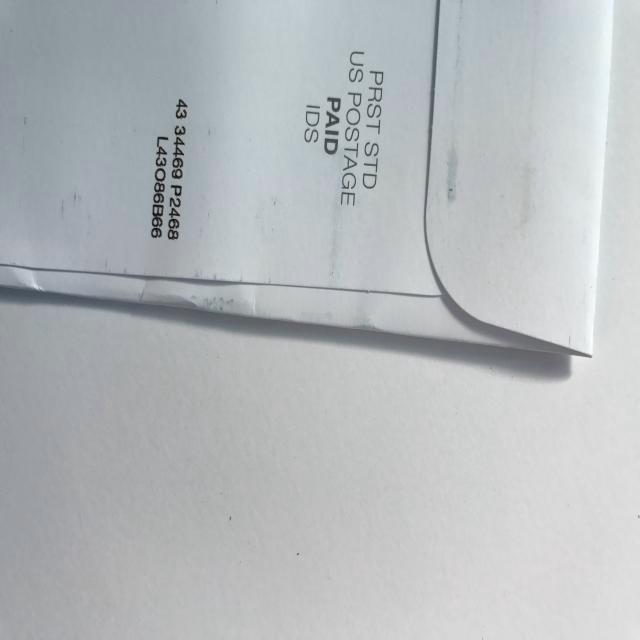 PRST STD
US POSTAGE
PAID
IDS
43 34469 P2468
L43O86B66